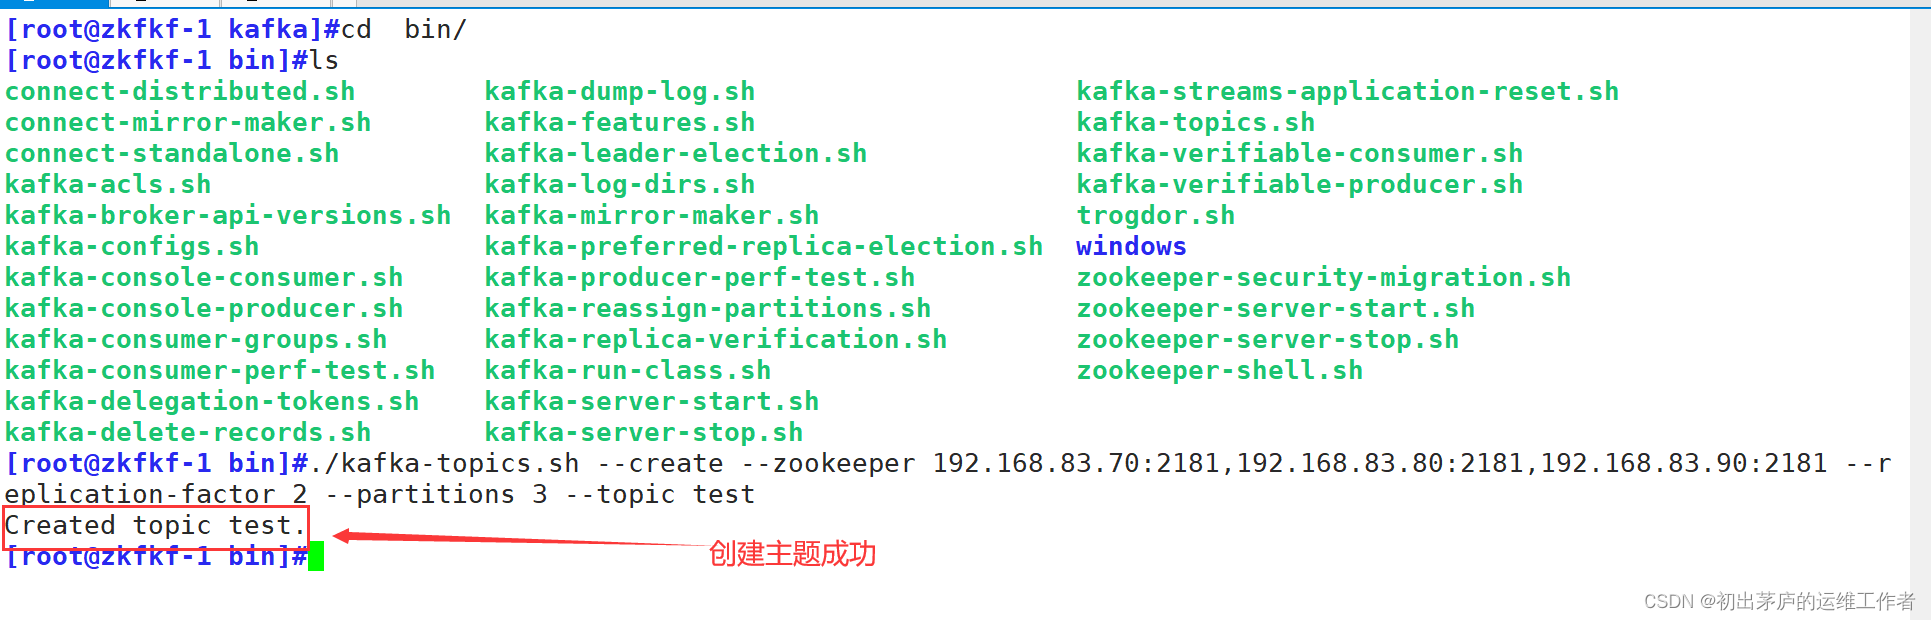 [root@zkfkf-1 kafka]#cd  bin/
[root@zkfkf-1 bin]#ls
connect-distributed.sh        kafka-dump-log.sh                    kafka-streams-application-reset.sh
connect-mirror-maker.sh       kafka-features.sh                    kafka-topics.sh
connect-standalone.sh         kafka-leader-election.sh             kafka-verifiable-consumer.sh
kafka-acls.sh                 kafka-log-dirs.sh                    kafka-verifiable-producer.sh
kafka-broker-api-versions.sh  kafka-mirror-maker.sh                trogdor.sh
kafka-configs.sh              kafka-preferred-replica-election.sh  windows
kafka-console-consumer.sh     kafka-producer-perf-test.sh          zookeeper-security-migration.sh
kafka-console-producer.sh     kafka-reassign-partitions.sh         zookeeper-server-start.sh
kafka-consumer-groups.sh      kafka-replica-verification.sh        zookeeper-server-stop.sh
kafka-consumer-perf-test.sh   kafka-run-class.sh                   zookeeper-shell.sh
kafka-delegation-tokens.sh    kafka-server-start.sh
kafka-delete-records.sh       kafka-server-stop.sh
[root@zkfkf-1 bin]#./kafka-topics.sh --create --zookeeper 192.168.83.70:2181,192.168.83.80:2181,192.168.83.90:2181 --r
eplication-factor 2 --partitions 3 --topic test
Created topic test.
[root@zkfkf-1 bin]#
创建主题成功
CSDN @初出茅庐的运维工作者